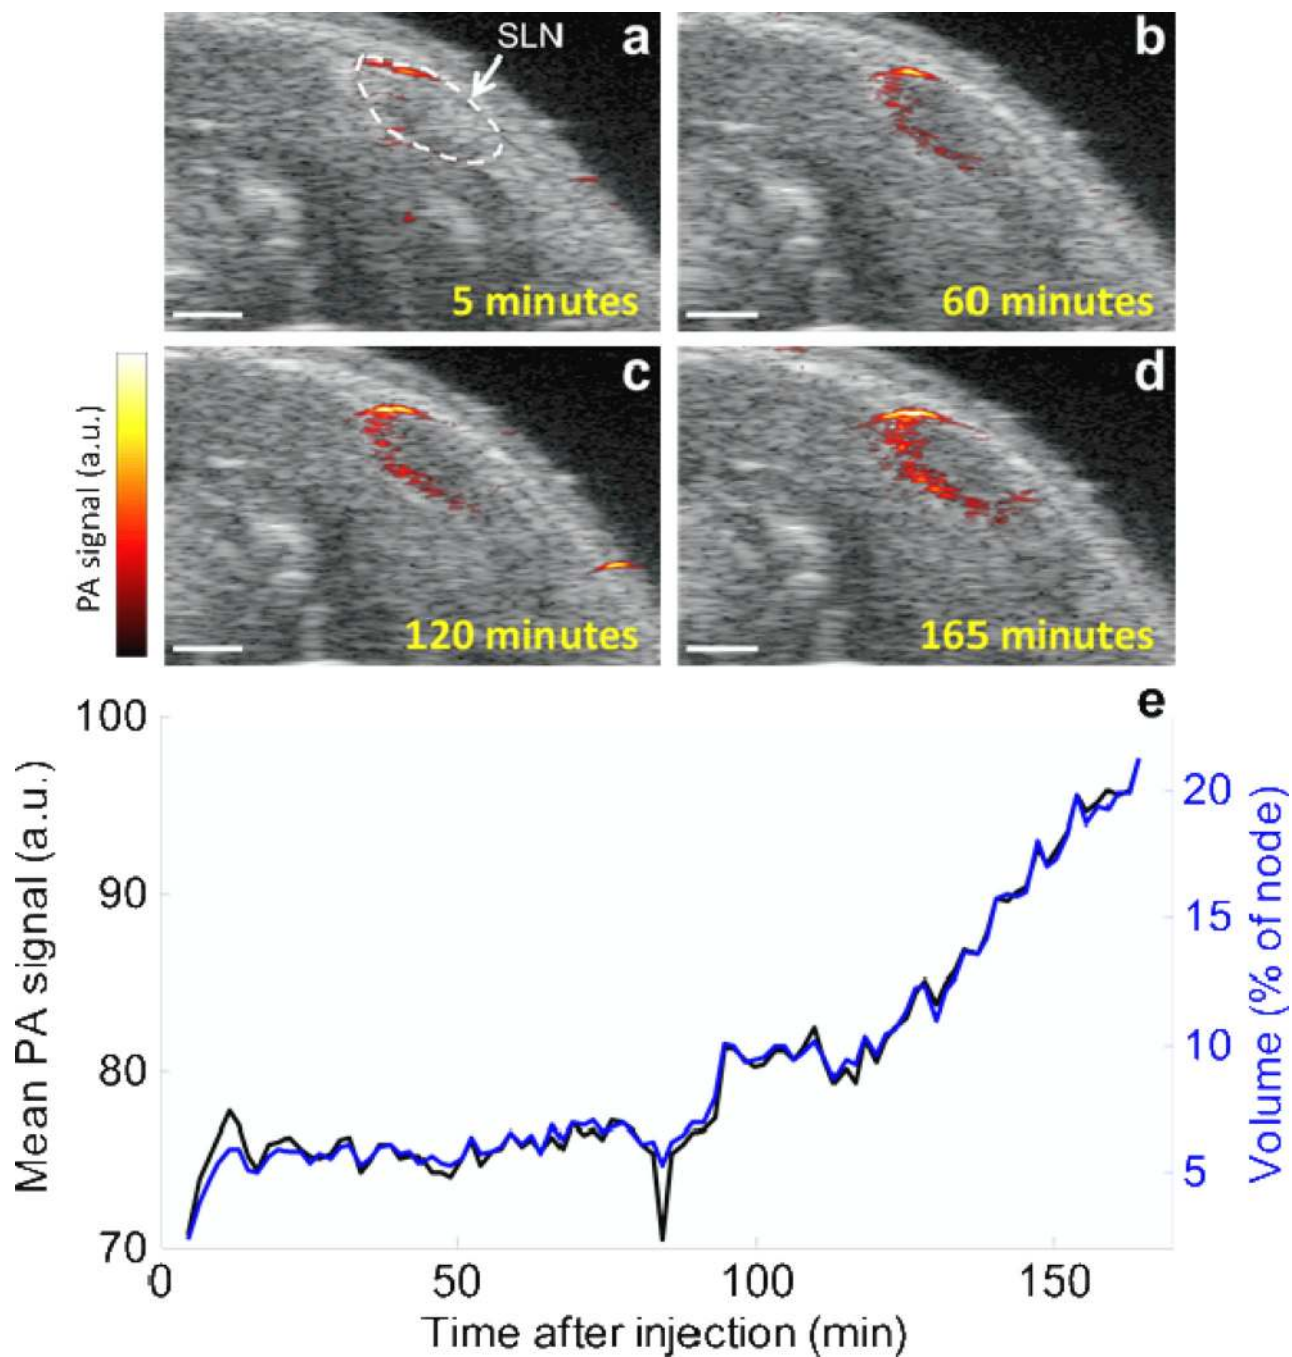 SLN
a
b
5 minutes
60 minutes
c
d
PA signal (a.u.)
120 minutes
165 minutes
e
100
90
80
70
Mean PA signal (a.u.)
20
15
10
5
Volume (% of node)
0
50
100
150
Time after injection (min)